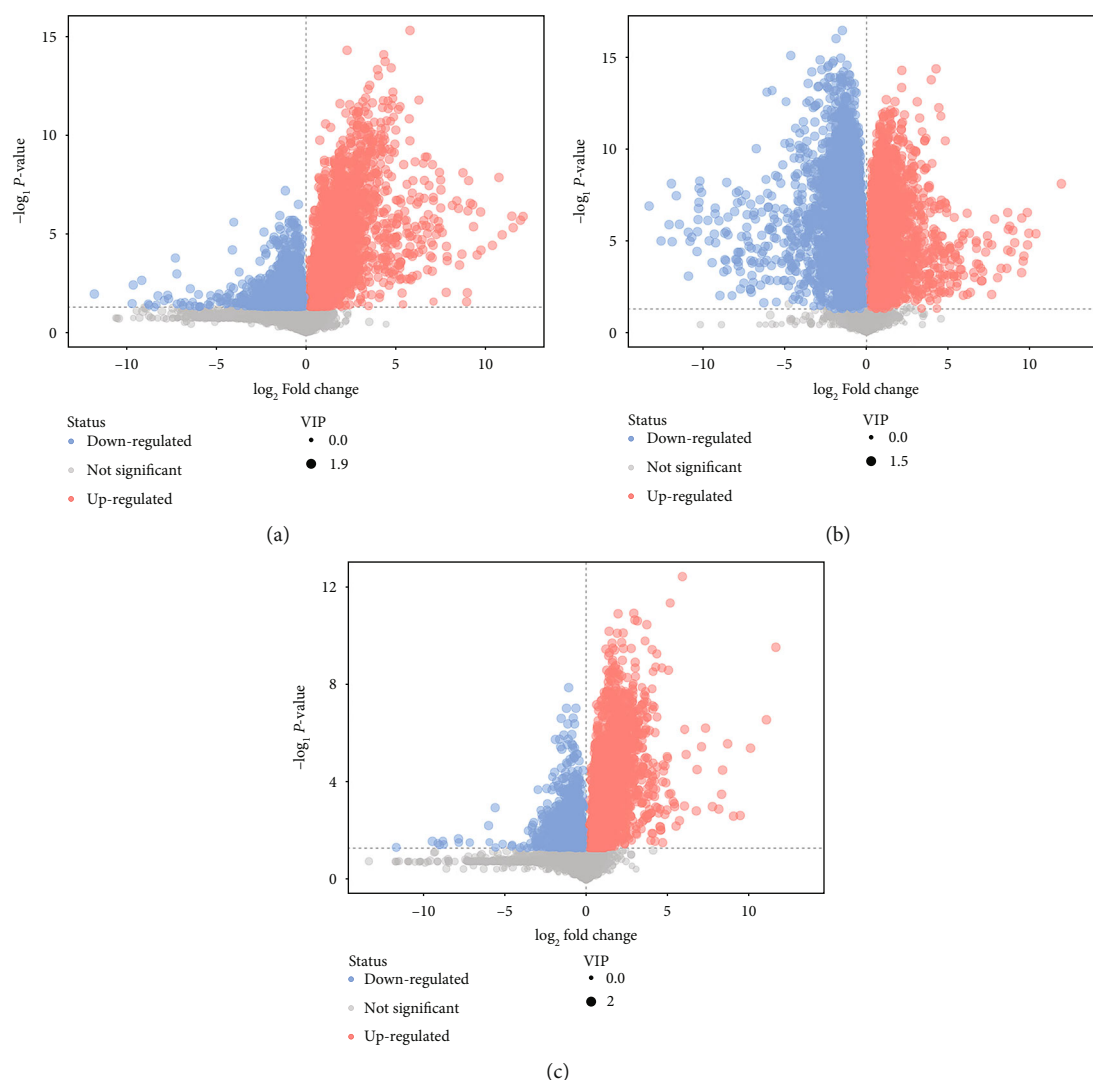 15
10
5
0
−log₁ P-value
−10 −5 0 5 10
log₂ Fold change
Status VIP
Down-regulated 0.0
Not significant 1.9
Up-regulated
(a)
15
10
5
0
−log₁ P-value
−10 −5 0 5 10
log₂ Fold change
Status VIP
Down-regulated 0.0
Not significant 1.5
Up-regulated
(b)
12
8
4
0
−log₁ P-value
−10 −5 0 5 10
log₂ fold change
Status VIP
Down-regulated 0.0
Not significant 2
Up-regulated
(c)